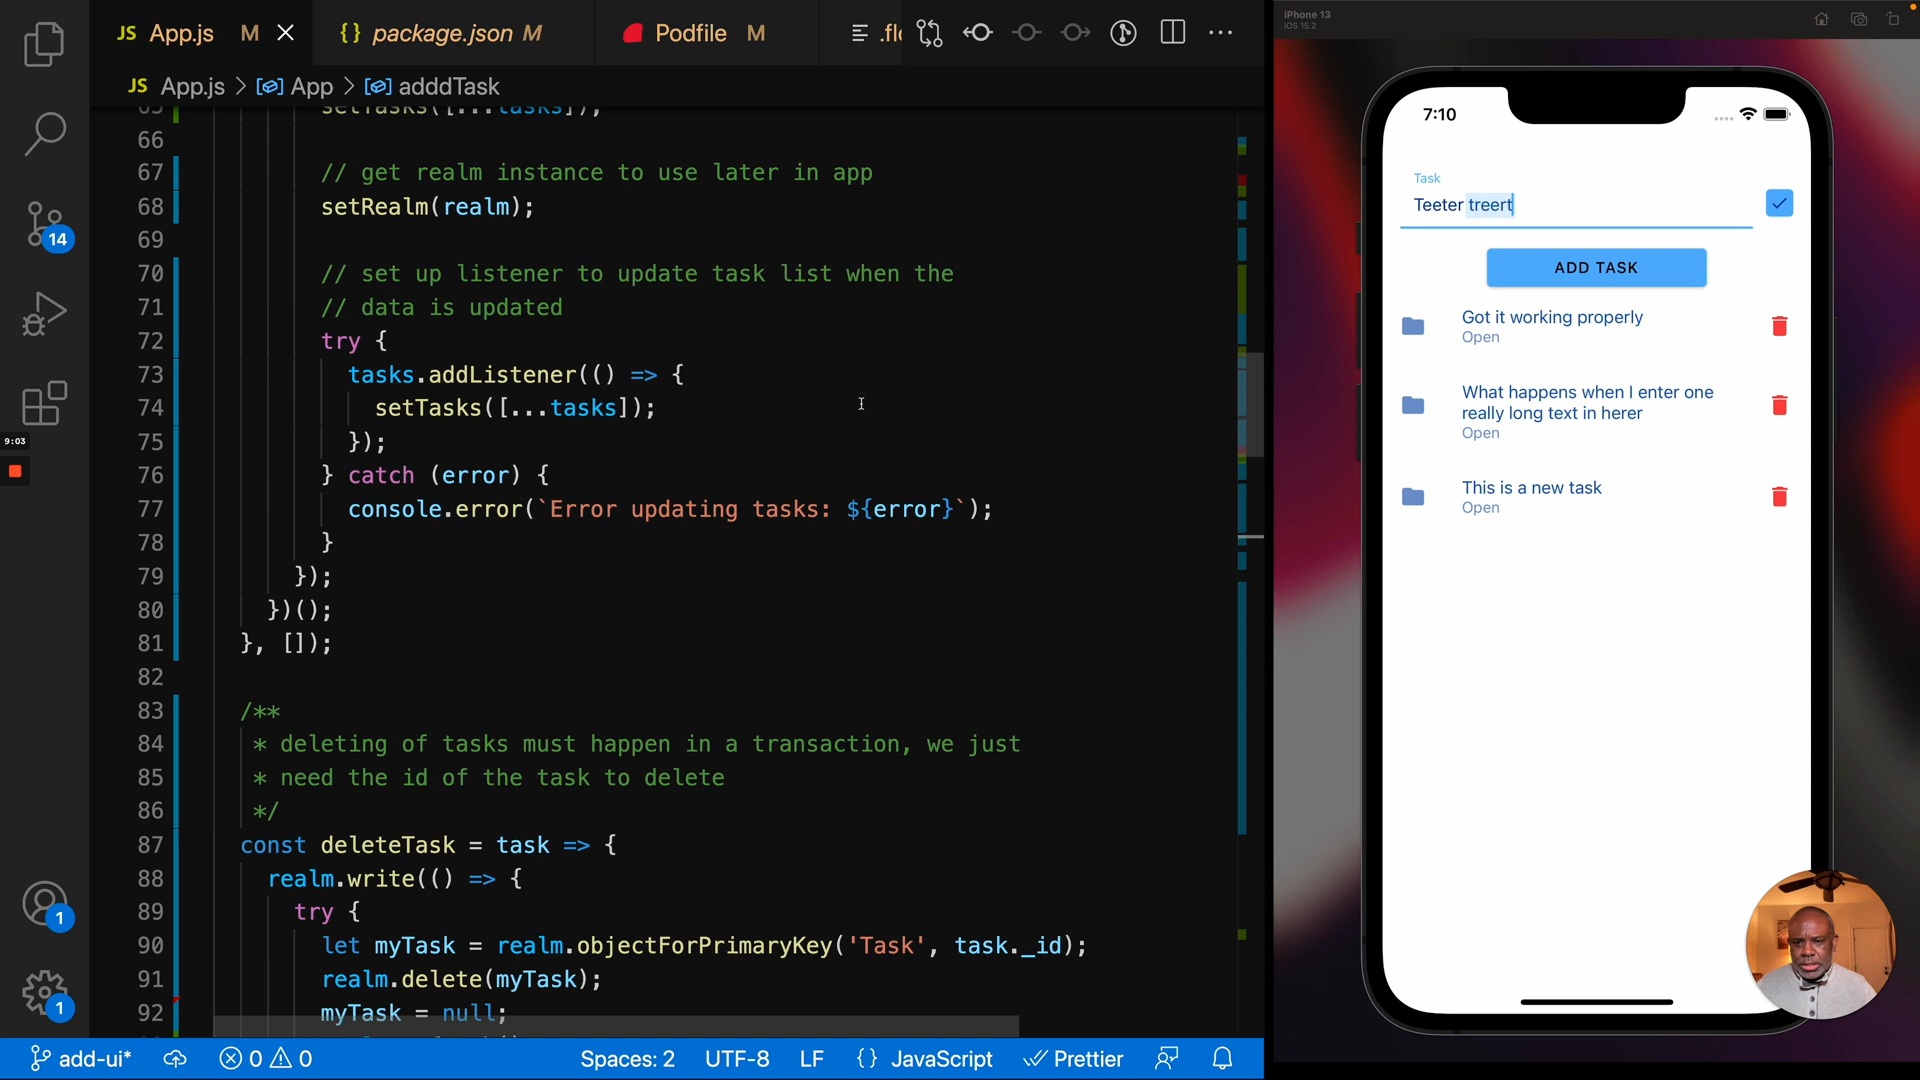 JS App.js M
{} package.json M
Podfile M
.flo
JS App.js > App > adddTask
65 setTasks([...tasks]);
66
67 // get realm instance to use later in app
68 setRealm(realm);
69
70 // set up listener to update task list when the
71 // data is updated
72 try {
73 tasks.addListener(() => {
74 setTasks([...tasks]);
75 });
76 } catch (error) {
77 console.error(`Error updating tasks: ${error}`);
78 }
79 });
80 })();
81 }, []);
82
83 /**
84 * deleting of tasks must happen in a transaction, we just
85 * need the id of the task to delete
86 */
87 const deleteTask = task => {
88 realm.write(() => {
89 try {
90 let myTask = realm.objectForPrimaryKey('Task', task._id);
91 realm.delete(myTask);
92 myTask = null;
14
9:03
1
1
add-ui*
0 0
Spaces: 2
UTF-8
LF
{} JavaScript
Prettier
iPhone 13
iOS 15.2
7:10
Task
Teeter treert
ADD TASK
Got it working properly
Open
What happens when I enter one
really long text in herer
Open
This is a new task
Open